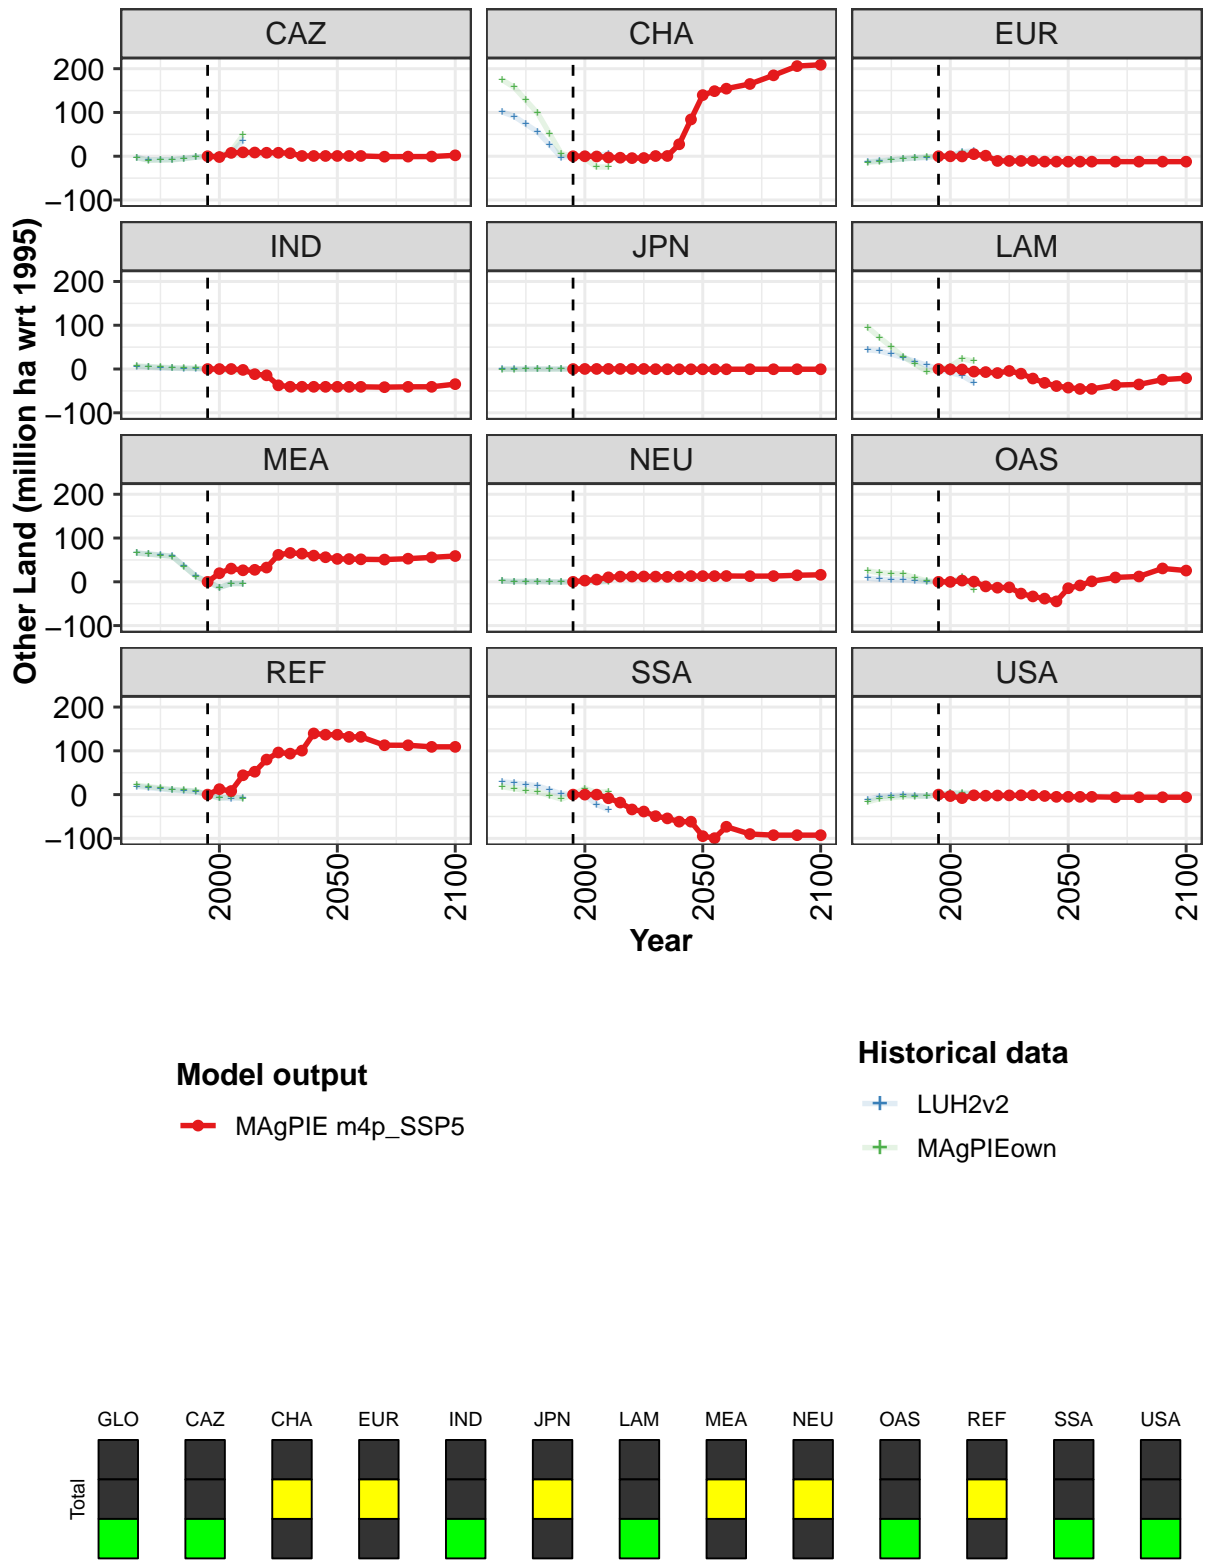 CAZ CHA EUR
200
100
0
−100
IND JPN LAM
200
100
0
−100
MEA NEU OAS
200
100
0
−100
REF SSA USA
200
100
0
−100
Other Land (million ha wrt 1995)
2000 2050 2100 2000 2050 2100 2000 2050 2100
Year
Model output
MAgPIE m4p_SSP5
Historical data
LUH2v2
MAgPIEown
GLO CAZ CHA EUR IND JPN LAM MEA NEU OAS REF SSA USA
Total